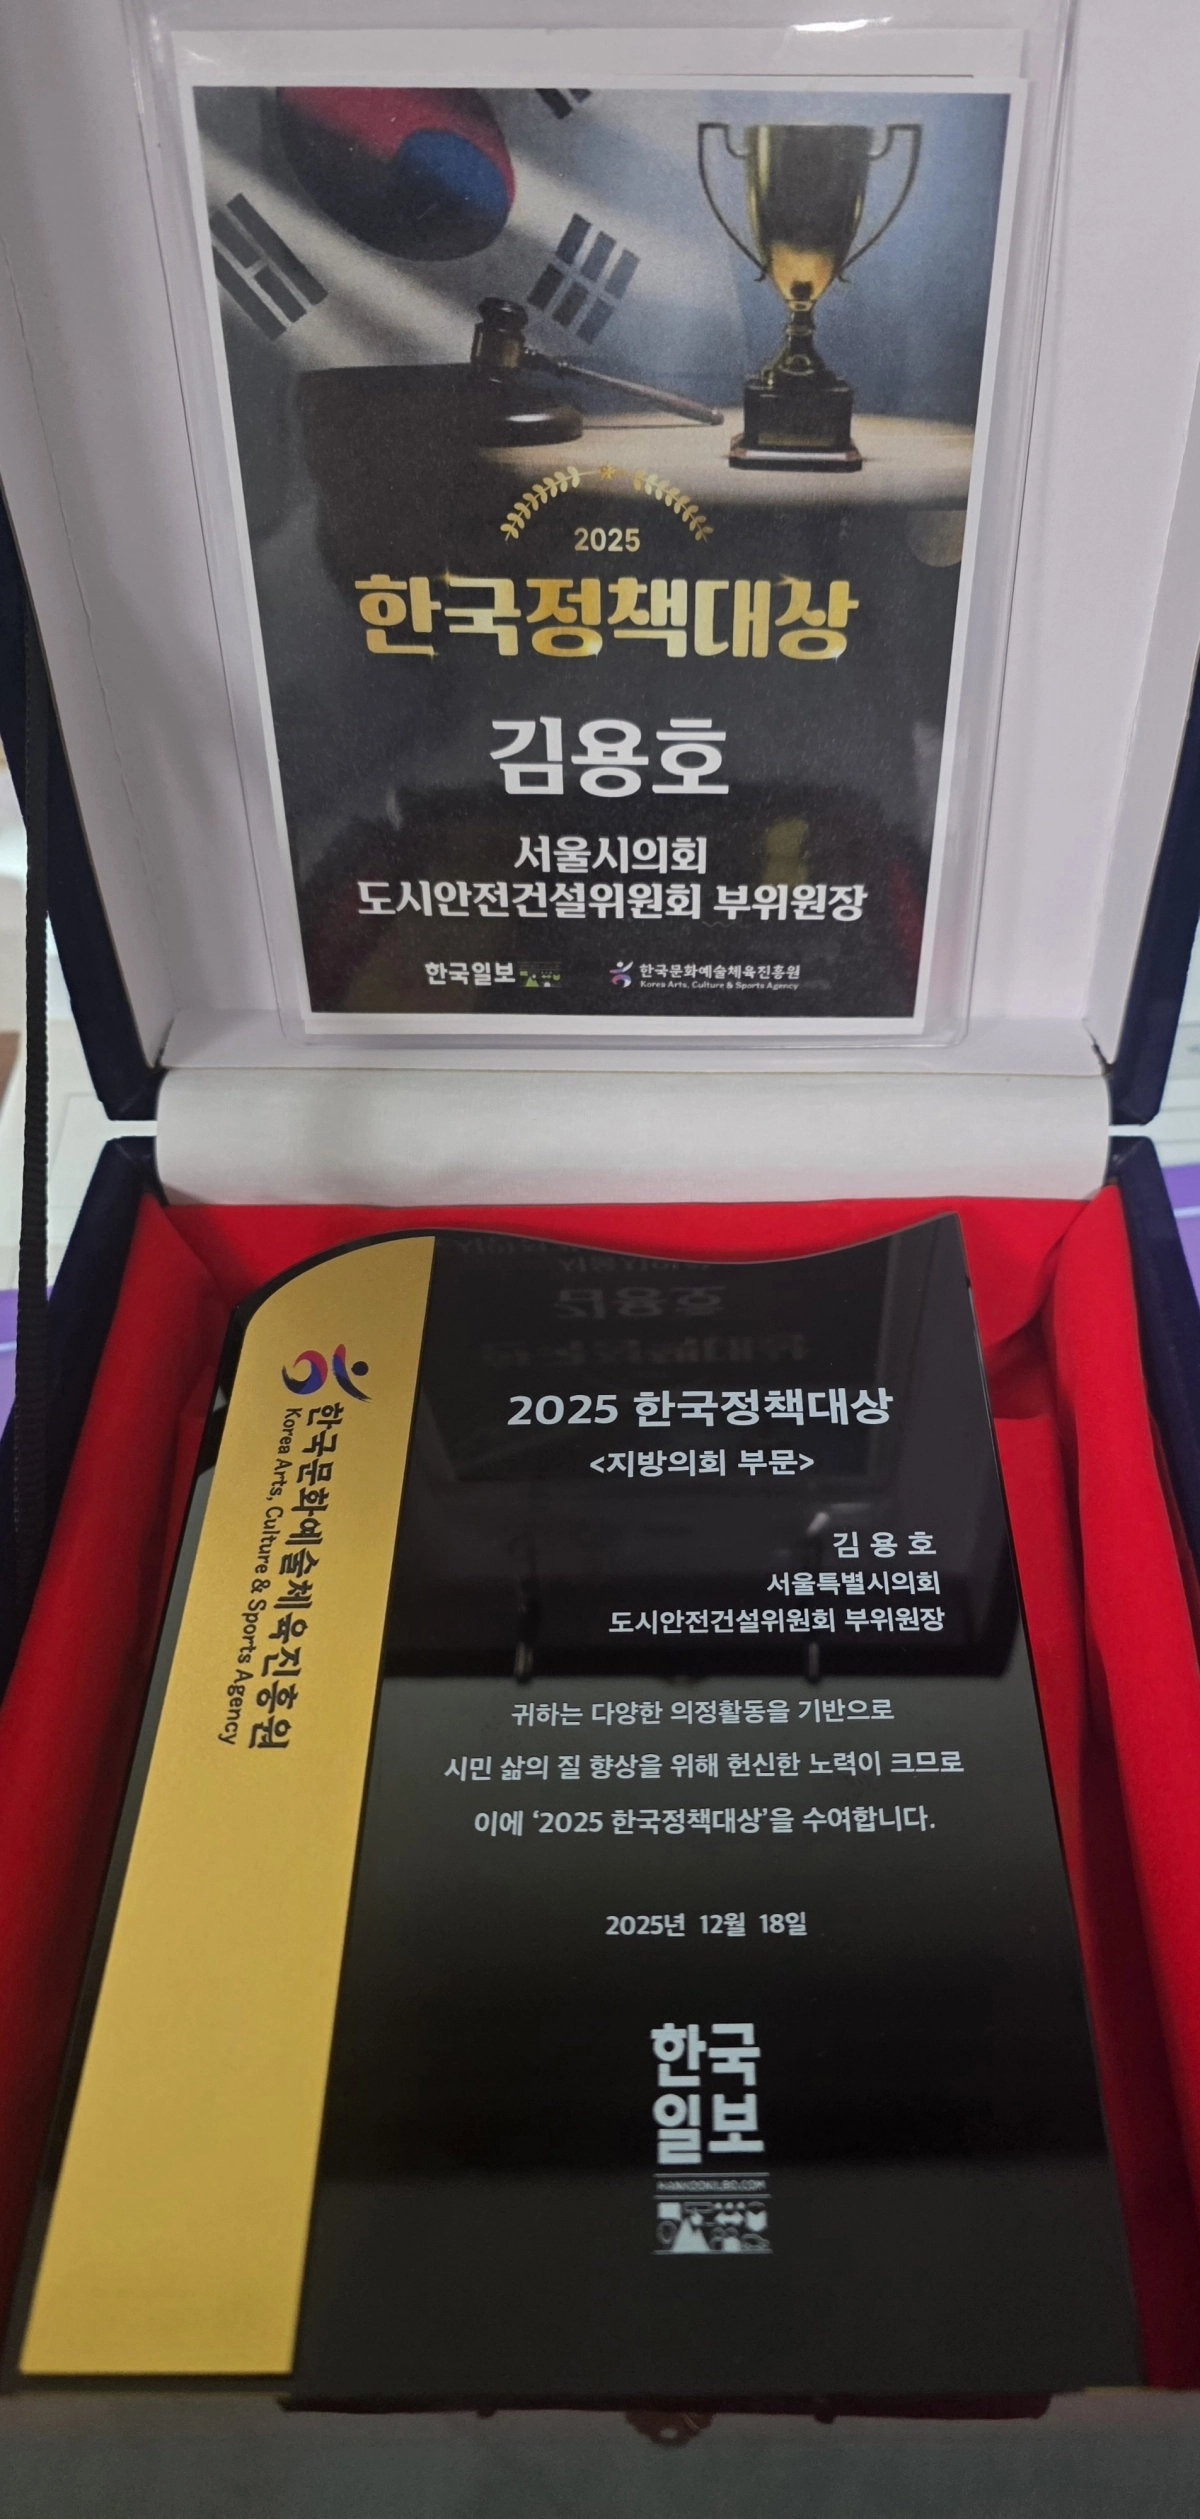 2025
한국정책대상
김용호
서울시의회
도시안전건설위원회 부위원장
한국일보
한국문화예술체육진흥원
Korea Arts, Culture & Sports Agency
한국문화예술체육진흥원
Korea Arts, Culture & Sports Agency
2025 한국정책대상
<지방의회 부문>
김 용 호
서울특별시의회
도시안전건설위원회 부위원장
귀하는 다양한 의정활동을 기반으로
시민 삶의 질 향상을 위해 헌신한 노력이 크므로
이에 ‘2025 한국정책대상’을 수여합니다.
2025년 12월 18일
한국
일보
HANKOOKILBO.COM